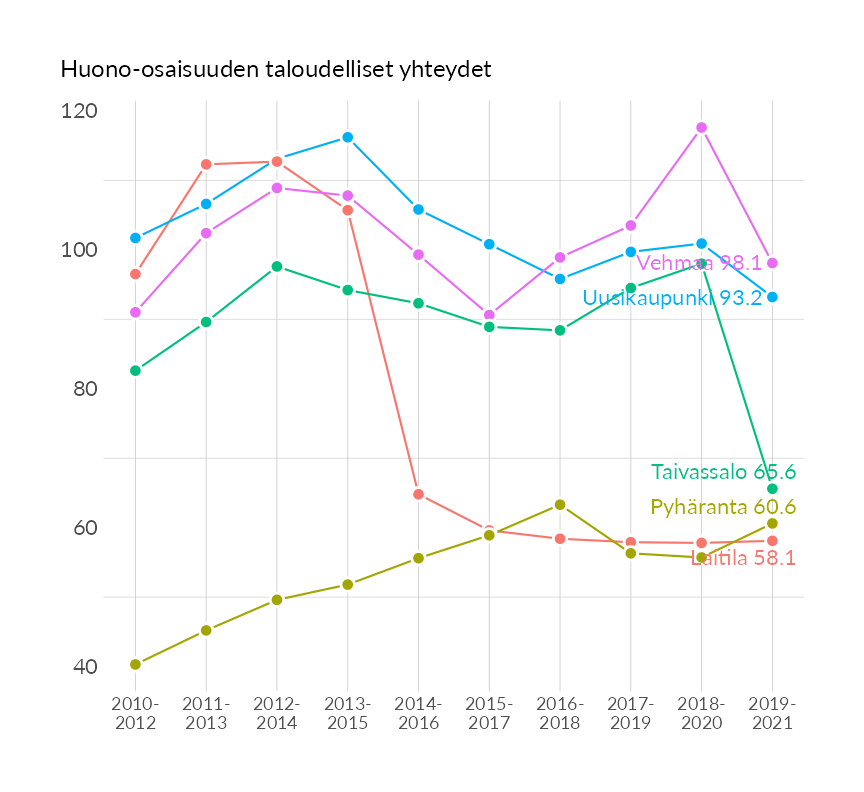 Huono-osaisuuden taloudelliset yhteydet
120
100
80
60
40
Vehmaa 98.1
Uusikaupunki 93.2
Taivassalo 65.6
Pyhäranta 60.6
Laitila 58.1
2010- 2011- 2012- 2013- 2014- 2015- 2016- 2017- 2018- 2019-
2012 2013 2014 2015 2016 2017 2018 2019 2020 2021